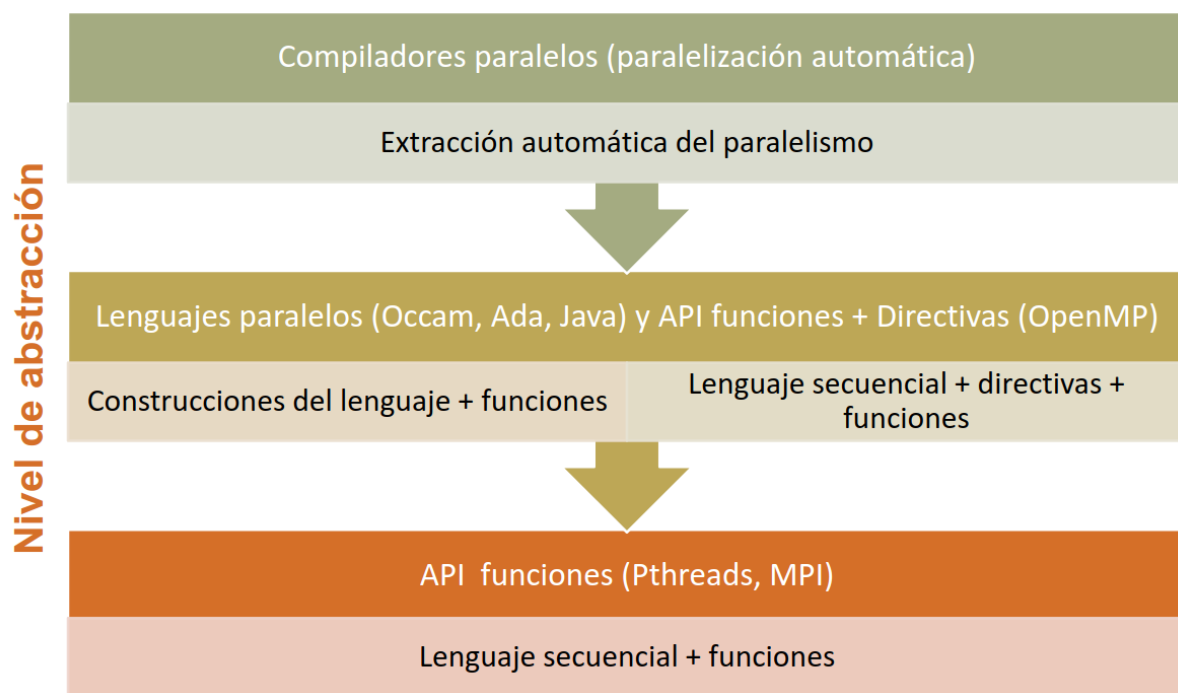 Nivel de abstracción
Compiladores paralelos (paralelización automática)
Extracción automática del paralelismo
Lenguajes paralelos (Occam, Ada, Java) y API funciones + Directivas (OpenMP)
Construcciones del lenguaje + funciones
Lenguaje secuencial + directivas +
funciones
API funciones (Pthreads, MPI)
Lenguaje secuencial + funciones